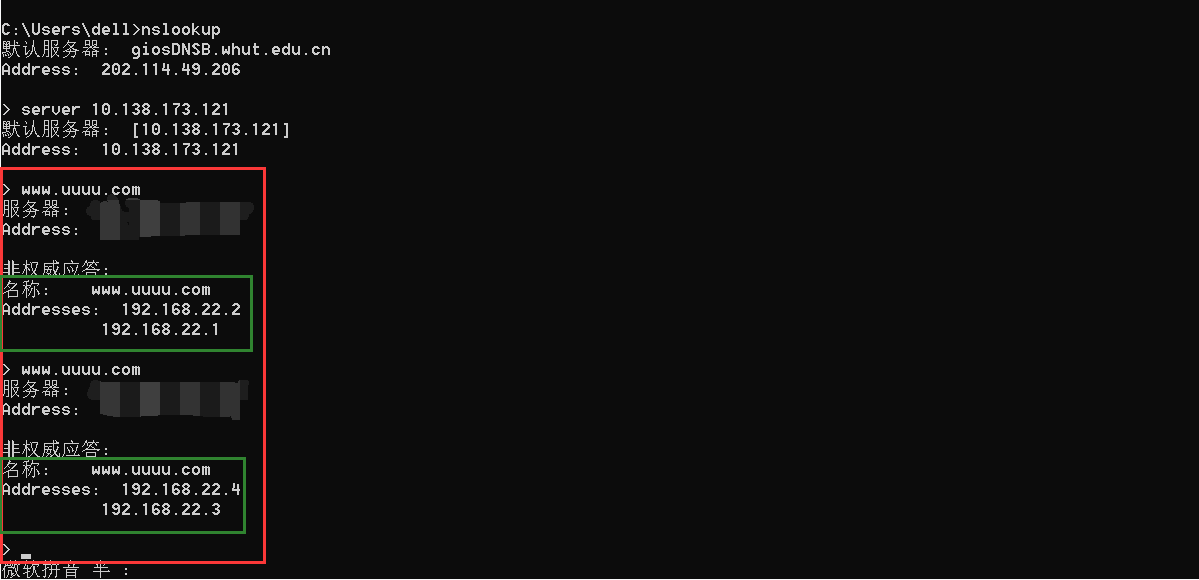 C:\Users\dell>nslookup
默认服务器:  giosDNSB.whut.edu.cn
Address:  202.114.49.206
> server 10.138.173.121
默认服务器:  [10.138.173.121]
Address:  10.138.173.121
> www.uuuu.com
服务器:
Address:
非权威应答:
名称:    www.uuuu.com
Addresses:  192.168.22.2
192.168.22.1
> www.uuuu.com
服务器:
Address:
非权威应答:
名称:    www.uuuu.com
Addresses:  192.168.22.4
192.168.22.3
>
微软拼音 半 :